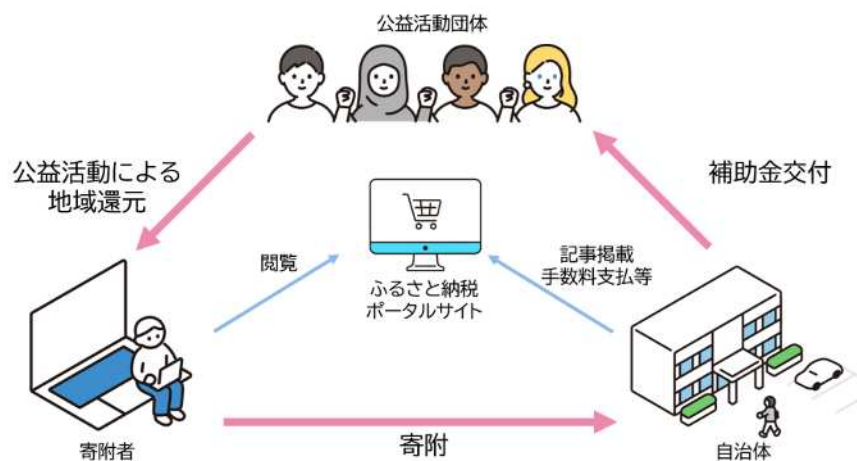 公益活動団体
公益活動による
地域還元
補助金交付
閲覧
記事掲載
手数料支払等
ふるさと納税
ポータルサイト
寄附者
寄附
自治体